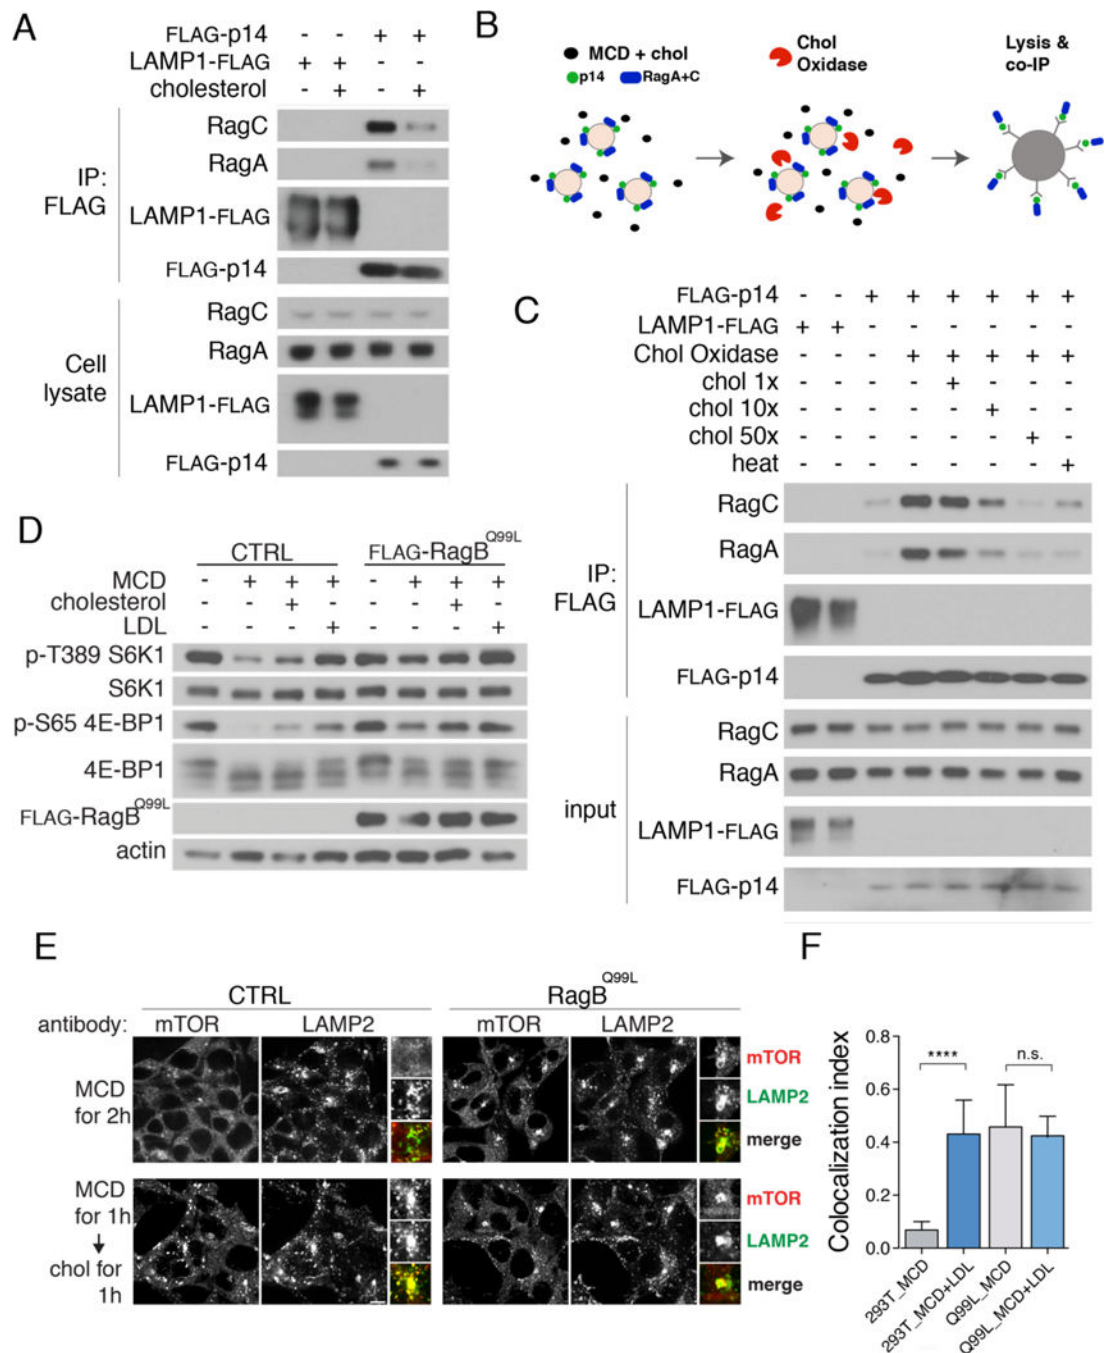 A
FLAG-p14 - - + +
LAMP1-FLAG + + - -
cholesterol - + - +
IP:
FLAG
RagC
RagA
LAMP1-FLAG
FLAG-p14
Cell
lysate
RagC
RagA
LAMP1-FLAG
FLAG-p14
B
MCD + chol
p14 RagA+C
Chol
Oxidase
Lysis &
co-IP
C
FLAG-p14 - - + + + + + +
LAMP1-FLAG + + - - - - - -
Chol Oxidase - - - + + + + +
chol 1x - - - - + - - -
chol 10x - - - - - + - -
chol 50x - - - - - - + -
heat - - - - - - - +
IP:
FLAG
RagC
RagA
LAMP1-FLAG
FLAG-p14
input
RagC
RagA
LAMP1-FLAG
FLAG-p14
D
CTRL FLAG-RagB Q99L
MCD - + + + - + + +
cholesterol - - + - - - + -
LDL - - - + - - - +
p-T389 S6K1
S6K1
p-S65 4E-BP1
4E-BP1
FLAG-RagB Q99L
actin
E
CTRL RagB Q99L
antibody: mTOR LAMP2 mTOR LAMP2
MCD
for 2h
mTOR
LAMP2
merge
MCD
for 1h
↓
chol for
1h
mTOR
LAMP2
merge
F
Colocalization index
0.8
0.6
0.4
0.2
0.0
**** n.s.
293T_MCD
293T_MCD+LDL
Q99L_MCD
Q99L_MCD+LDL